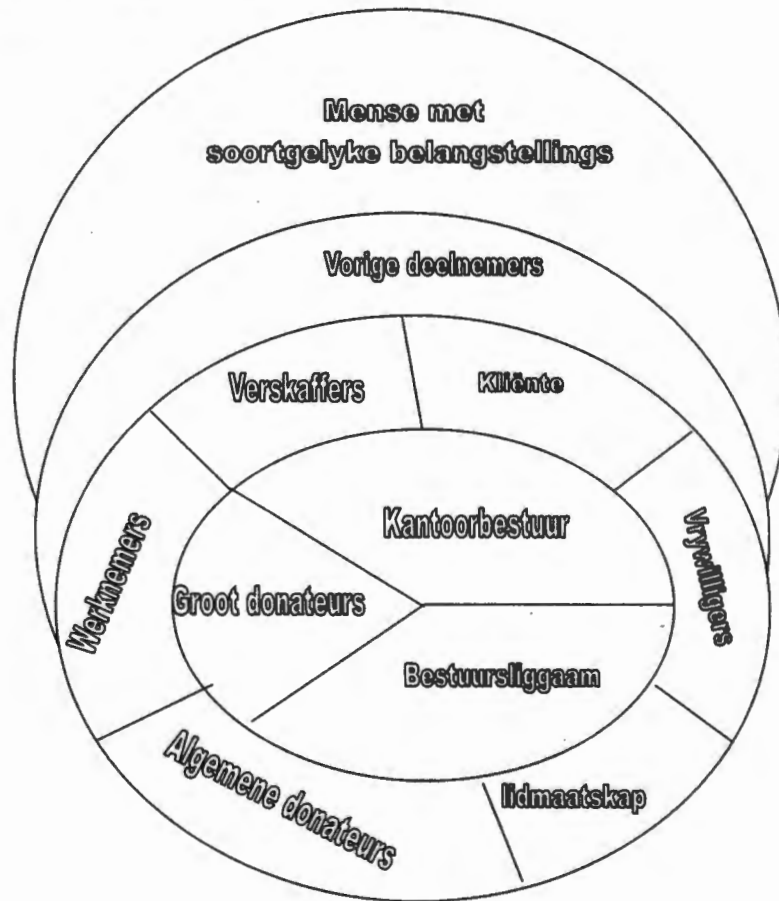 Mense met
soortgelyke belangstellings
Vorige deelnemers
Verskaffers
Kliënte
Werknemers
Kantoorbestuur
Vrywilligers
Groot donateurs
Bestuursliggaam
Algemene donateurs
lidmaatskap